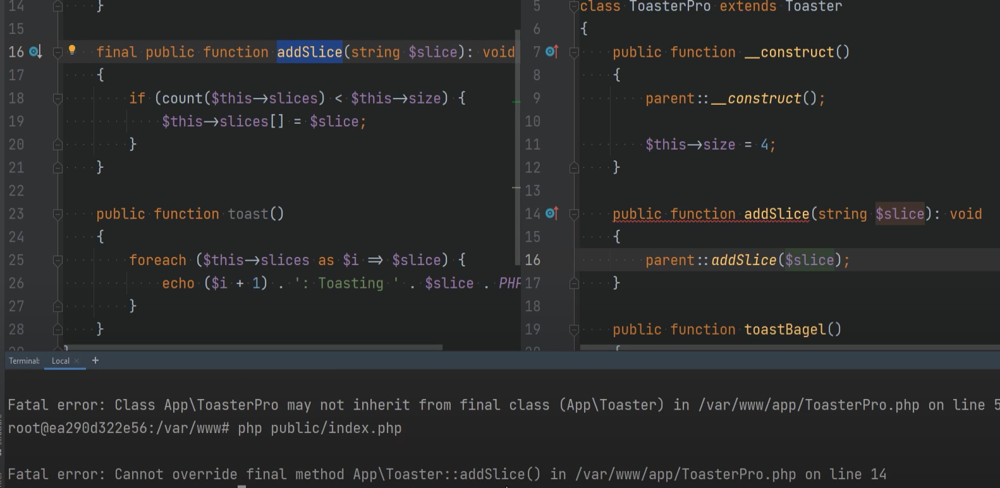 14 }
15
16 final public function addSlice(string $slice): void
17 {
18 if (count($this->slices) < $this->size) {
19 $this->slices[] = $slice;
20 }
21 }
22
23 public function toast()
24 {
25 foreach ($this->slices as $i => $slice) {
26 echo ($i + 1) . ': Toasting ' . $slice . PHP
27 }
28 }
5 class ToasterPro extends Toaster
6 {
7 public function __construct()
8 {
9 parent::__construct();
10
11 $this->size = 4;
12 }
13
14 public function addSlice(string $slice): void
15 {
16 parent::addSlice($slice);
17 }
18
19 public function toastBagel()
{
Terminal: Local × +
Fatal error: Class App\ToasterPro may not inherit from final class (App\Toaster) in /var/www/app/ToasterPro.php on line 5
root@ea290d322e56:/var/www# php public/index.php
Fatal error: Cannot override final method App\Toaster::addSlice() in /var/www/app/ToasterPro.php on line 14